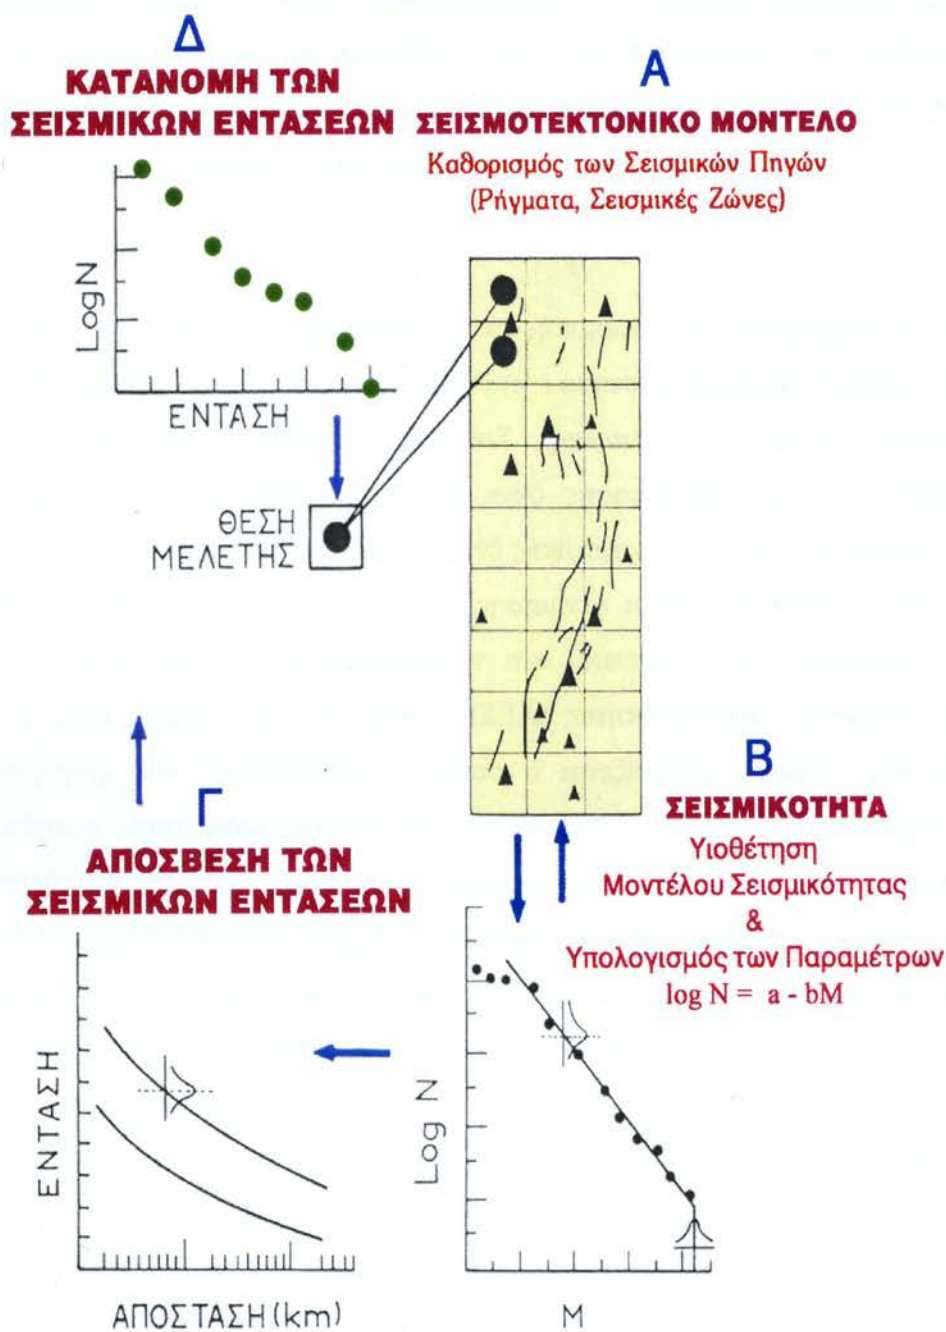 Δ
ΚΑΤΑΝΟΜΗ ΤΩΝ
ΣΕΙΣΜΙΚΩΝ ΕΝΤΑΣΕΩΝ
Log N
ΕΝΤΑΣΗ
Α
ΣΕΙΣΜΟΤΕΚΤΟΝΙΚΟ ΜΟΝΤΕΛΟ
Καθορισμός των Σεισμικών Πηγών
(Ρήγματα, Σεισμικές Ζώνες)
ΘΕΣΗ
ΜΕΛΕΤΗΣ
Β
ΣΕΙΣΜΙΚΟΤΗΤΑ
Υιοθέτηση
Μοντέλου Σεισμικότητας
&
Υπολογισμός των Παραμέτρων
log N = a - bM
Log N
M
Γ
ΑΠΟΣΒΕΣΗ ΤΩΝ
ΣΕΙΣΜΙΚΩΝ ΕΝΤΑΣΕΩΝ
ΕΝΤΑΣΗ
ΑΠΟΣΤΑΣΗ (km)